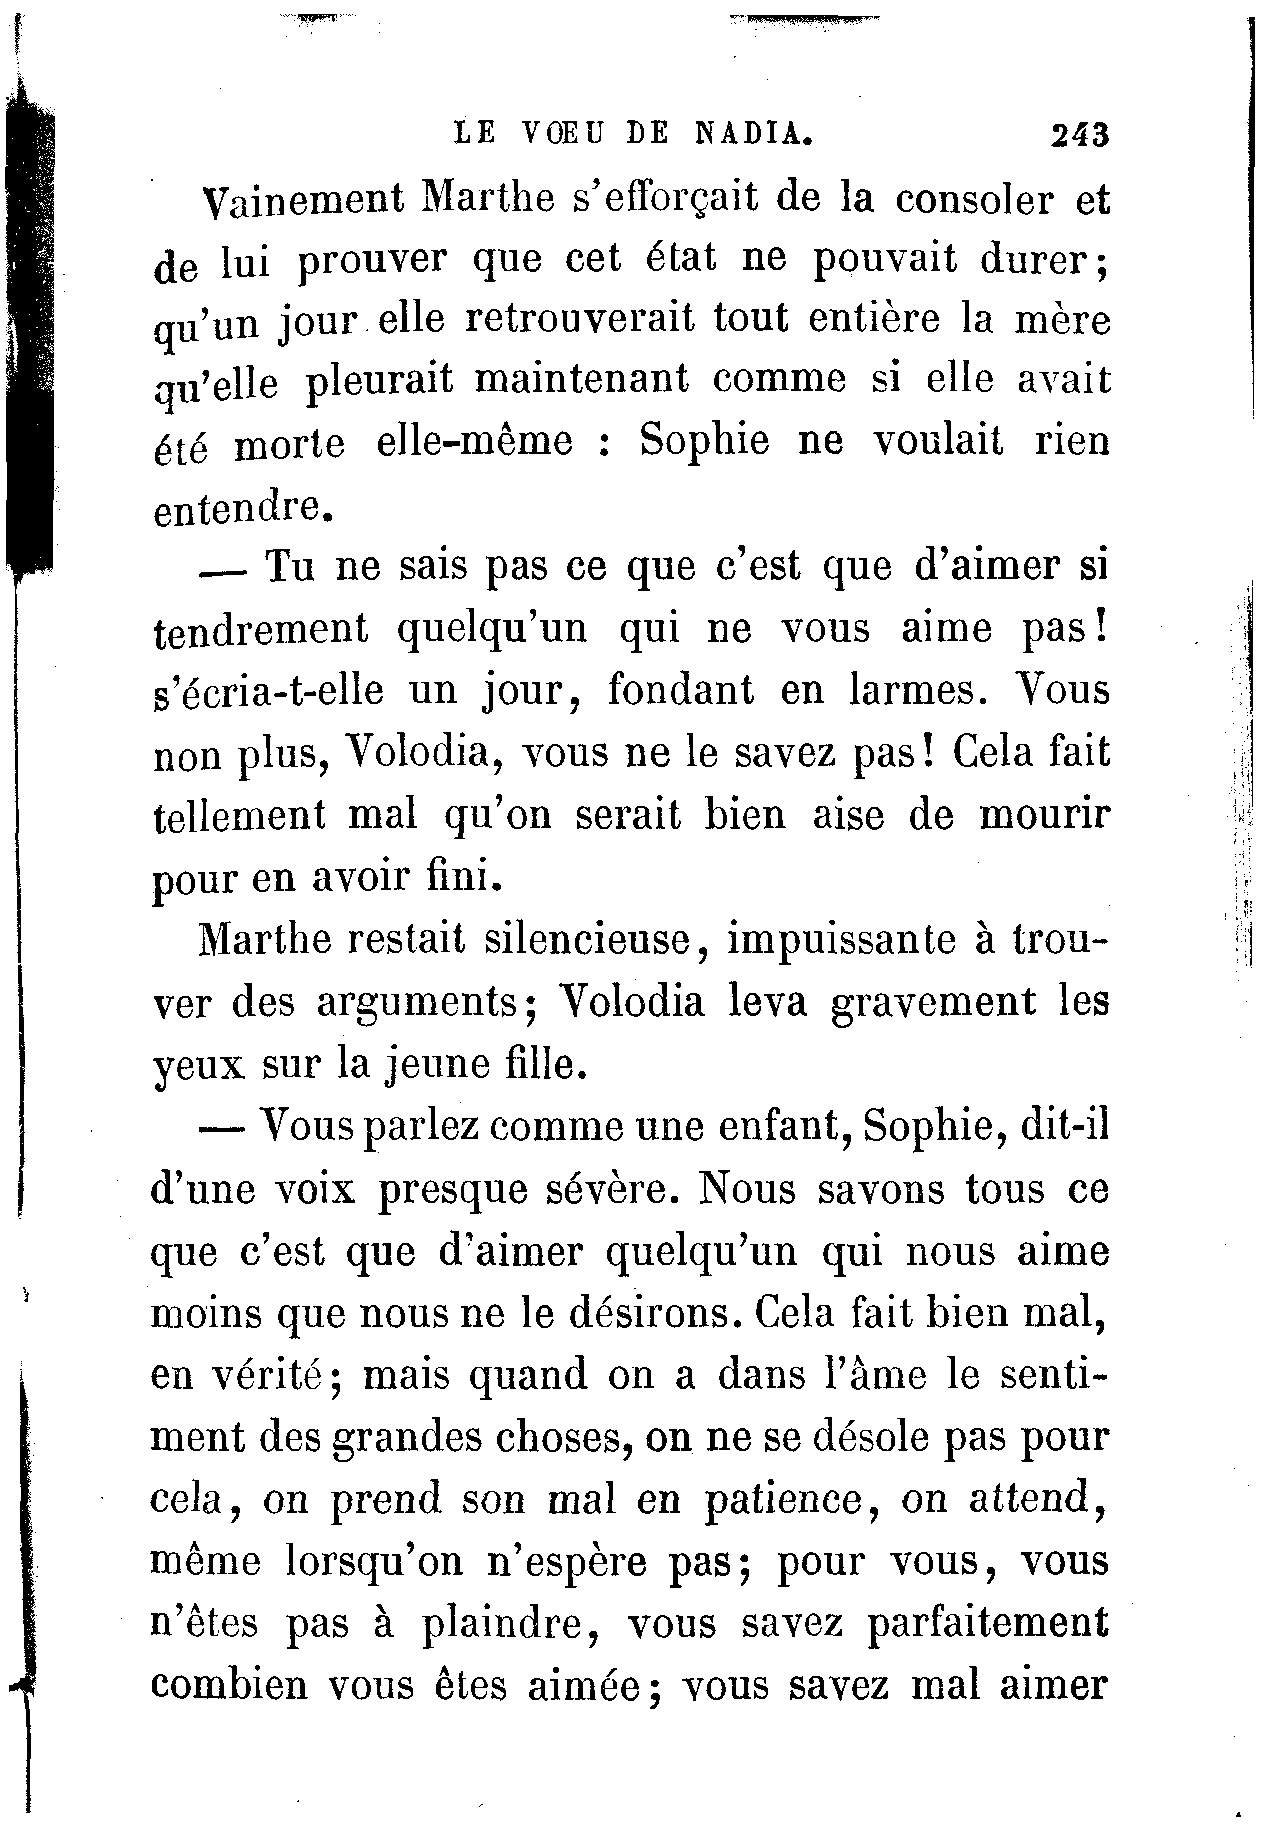 LE VŒU DE NADIA. 243
Vainement Marthe s'efforçait de la consoler et
de lui prouver que cet état ne pouvait durer;
qu'un jour elle retrouverait tout entière la mère
qu'elle pleurait maintenant comme si elle avait
été morte elle-même : Sophie ne voulait rien
entendre.
— Tu ne sais pas ce que c'est que d'aimer si
tendrement quelqu'un qui ne vous aime pas!
s'écria-t-elle un jour, fondant en larmes. Vous
non plus, Volodia, vous ne le savez pas! Cela fait
tellement mal qu'on serait bien aise de mourir
pour en avoir fini.
Marthe restait silencieuse, impuissante à trou-
ver des arguments; Volodia leva gravement les
yeux sur la jeune fille.
— Vous parlez comme une enfant, Sophie, dit-il
d'une voix presque sévère. Nous savons tous ce
que c'est que d'aimer quelqu'un qui nous aime
moins que nous ne le désirons. Cela fait bien mal,
en vérité; mais quand on a dans l'âme le senti-
ment des grandes choses, on ne se désole pas pour
cela, on prend son mal en patience, on attend,
même lorsqu'on n'espère pas; pour vous, vous
n'êtes pas à plaindre, vous savez parfaitement
combien vous êtes aimée; vous savez mal aimer